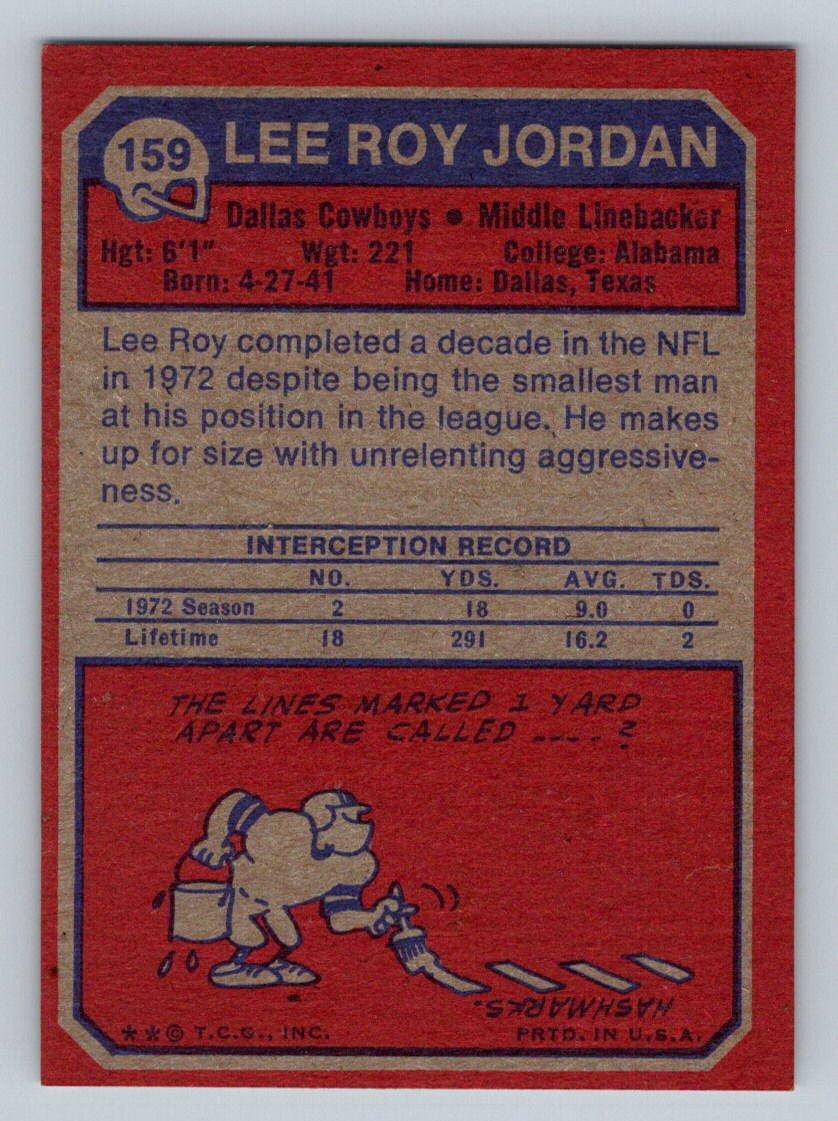 159 LEE ROY JORDAN
Dallas Cowboys • Middle Linebacker
Hgt: 6'1" Wgt: 221 College: Alabama
Born: 4-27-41 Home: Dallas, Texas
Lee Roy completed a decade in the NFL
in 1972 despite being the smallest man
at his position in the league. He makes
up for size with unrelenting aggressive-
ness.
INTERCEPTION RECORD
NO. YDS. AVG. TDS.
1972 Season 2 18 9.0 0
Lifetime 18 291 16.2 2
THE LINES MARKED 1 YARD
APART ARE CALLED ----?
HASHMARKS.
**© T.C.G., INC. PRTD. IN U.S.A.